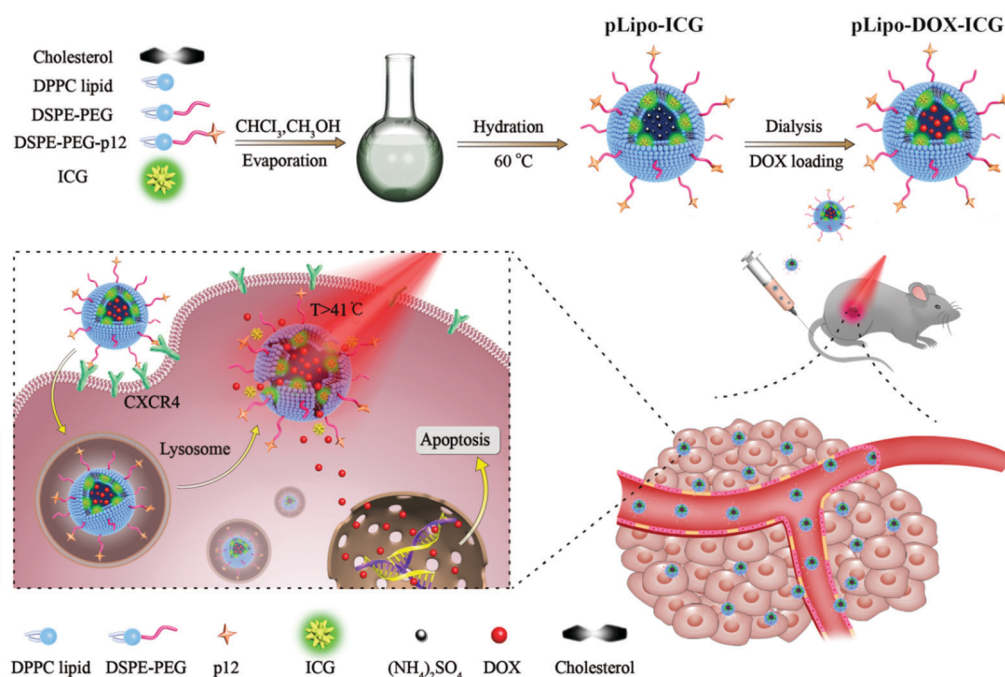 pLipo-ICG
pLipo-DOX-ICG
Cholesterol
DPPC lipid
DSPE-PEG
DSPE-PEG-p12
ICG
CHCl₃,CH₃OH
Evaporation
Hydration
60 °C
Dialysis
DOX loading
T>41℃
CXCR4
Lysosome
Apoptosis
DPPC lipid
DSPE-PEG
p12
ICG
(NH₄)₂SO₄
DOX
Cholesterol